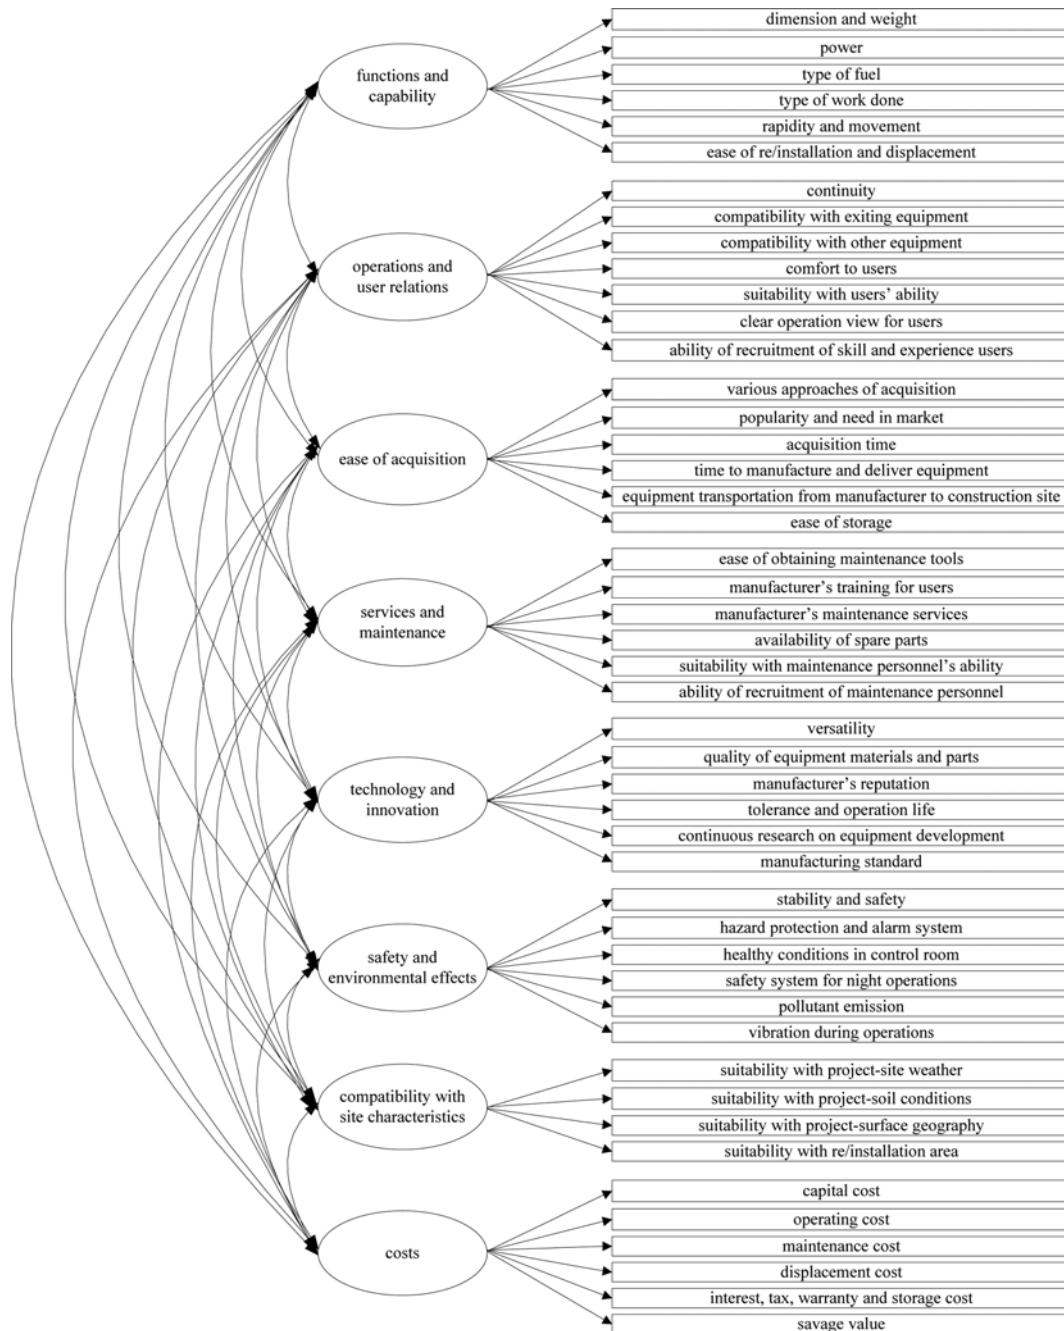 functions and
capability
dimension and weight
power
type of fuel
type of work done
rapidity and movement
ease of re/installation and displacement
operations and
user relations
continuity
compatibility with exiting equipment
compatibility with other equipment
comfort to users
suitability with users’ ability
clear operation view for users
ability of recruitment of skill and experience users
ease of acquisition
various approaches of acquisition
popularity and need in market
acquisition time
time to manufacture and deliver equipment
equipment transportation from manufacturer to construction site
ease of storage
services and
maintenance
ease of obtaining maintenance tools
manufacturer’s training for users
manufacturer’s maintenance services
availability of spare parts
suitability with maintenance personnel’s ability
ability of recruitment of maintenance personnel
technology and
innovation
versatility
quality of equipment materials and parts
manufacturer’s reputation
tolerance and operation life
continuous research on equipment development
manufacturing standard
safety and
environmental effects
stability and safety
hazard protection and alarm system
healthy conditions in control room
safety system for night operations
pollutant emission
vibration during operations
compatibility with
site characteristics
suitability with project-site weather
suitability with project-soil conditions
suitability with project-surface geography
suitability with re/installation area
costs
capital cost
operating cost
maintenance cost
displacement cost
interest, tax, warranty and storage cost
savage value